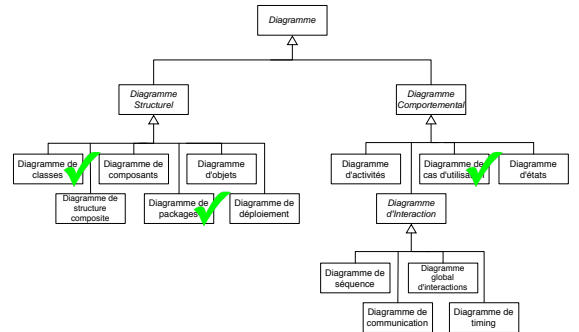 Diagramme
Diagramme
Structurel
Diagramme
Comportemental
Diagramme de
classes
Diagramme de
composants
Diagramme
d'objets
Diagramme
d'activités
Diagramme de
cas d'utilisation
Diagramme
d'états
Diagramme de
structure
composite
Diagramme de
packages
Diagramme de
déploiement
Diagramme
d'Interaction
Diagramme de
séquence
Diagramme
global
d'interactions
Diagramme de
communication
Diagramme de
timing